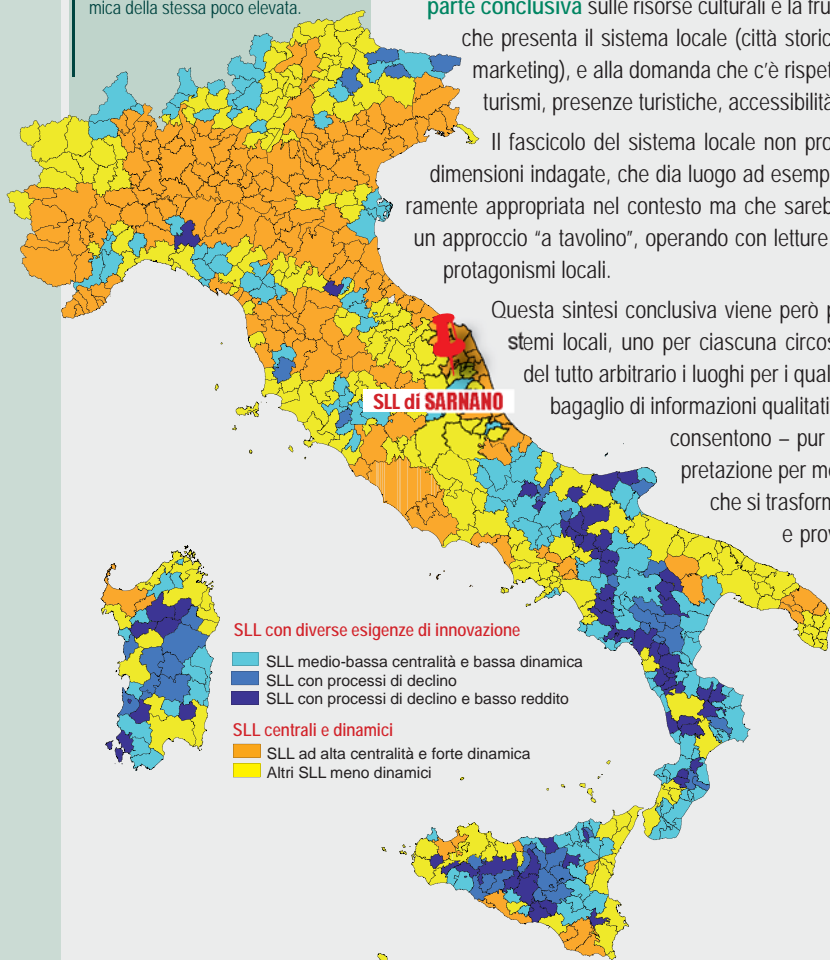 mica della stessa poco elevata.
parte conclusiva sulle risorse culturali e la fru
che presenta il sistema locale (città storic
marketing), e alla domanda che c'è rispet
turismi, presenze turistiche, accessibilità
Il fascicolo del sistema locale non pro
dimensioni indagate, che dia luogo ad esemp
ramente appropriata nel contesto ma che sareb
un approccio "a tavolino", operando con letture
protagonismi locali.
Questa sintesi conclusiva viene però p
stemi locali, uno per ciascuna circos
del tutto arbitrario i luoghi per i qual
bagaglio di informazioni qualitati
consentono – pur
pretazione per me
che si trasform
e prov
SLL di SARNANO
SLL con diverse esigenze di innovazione
SLL medio-bassa centralità e bassa dinamica
SLL con processi di declino
SLL con processi di declino e basso reddito
SLL centrali e dinamici
SLL ad alta centralità e forte dinamica
Altri SLL meno dinamici